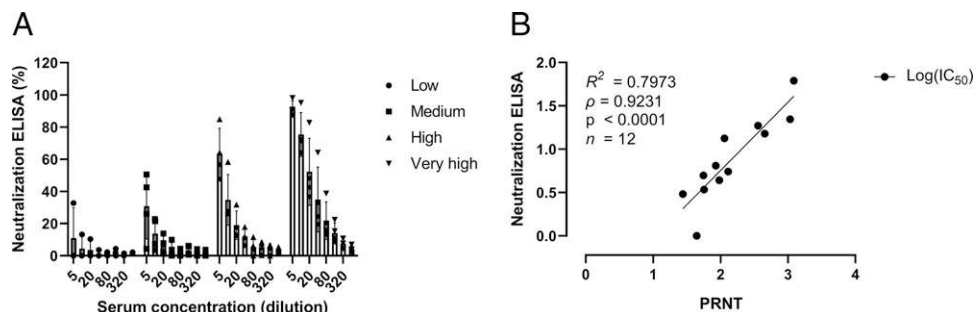 A
Neutralization ELISA (%)
120
100
80
60
40
20
0
5 20 80 320 5 20 80 320 5 20 80 320 5 20 80 320
Serum concentration (dilution)
Low
Medium
High
Very high
B
Neutralization ELISA
2.0
1.5
1.0
0.5
0.0
R² = 0.7973
ρ = 0.9231
p < 0.0001
n = 12
0 1 2 3 4
PRNT
Log(IC₅₀)